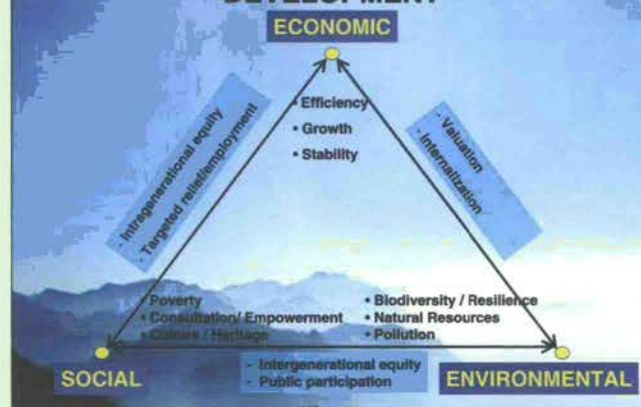 DEVELOPMENT
ECONOMIC
• Efficiency
• Growth
• Stability
- Intragenerational equity
- Targeted relief/employment
- Valuation
- Internalization
• Poverty
• Consultation/ Empowerment
• Culture / Heritage
• Biodiversity / Resilience
• Natural Resources
• Pollution
SOCIAL
- Intergenerational equity
- Public participation
ENVIRONMENTAL